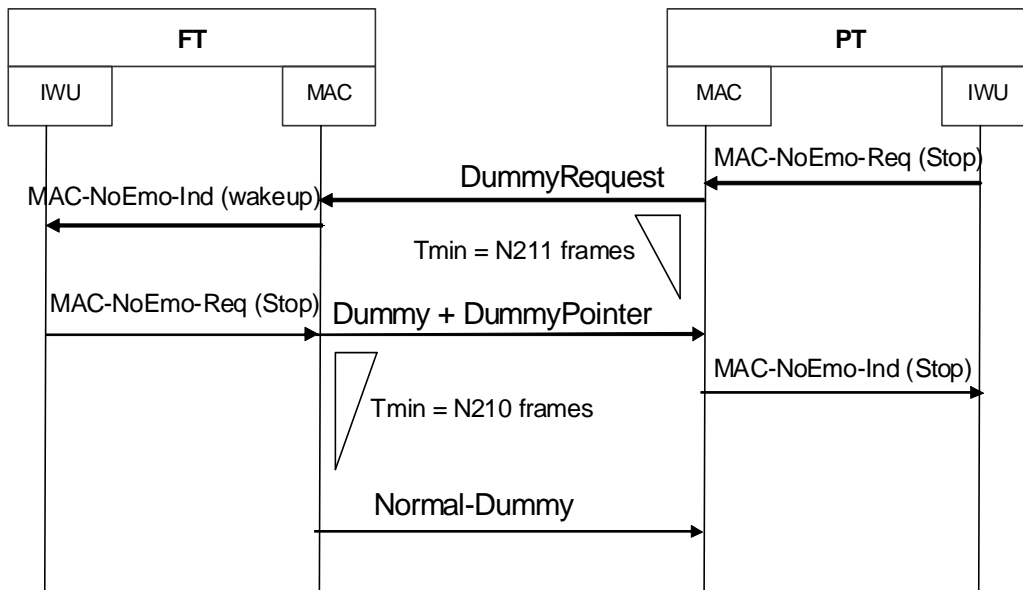 FT
PT
IWU
MAC
MAC
IWU
MAC-NoEmo-Req (Stop)
DummyRequest
MAC-NoEmo-Ind (wakeup)
Tmin = N211 frames
MAC-NoEmo-Req (Stop)
Dummy + DummyPointer
MAC-NoEmo-Ind (Stop)
Tmin = N210 frames
Normal-Dummy